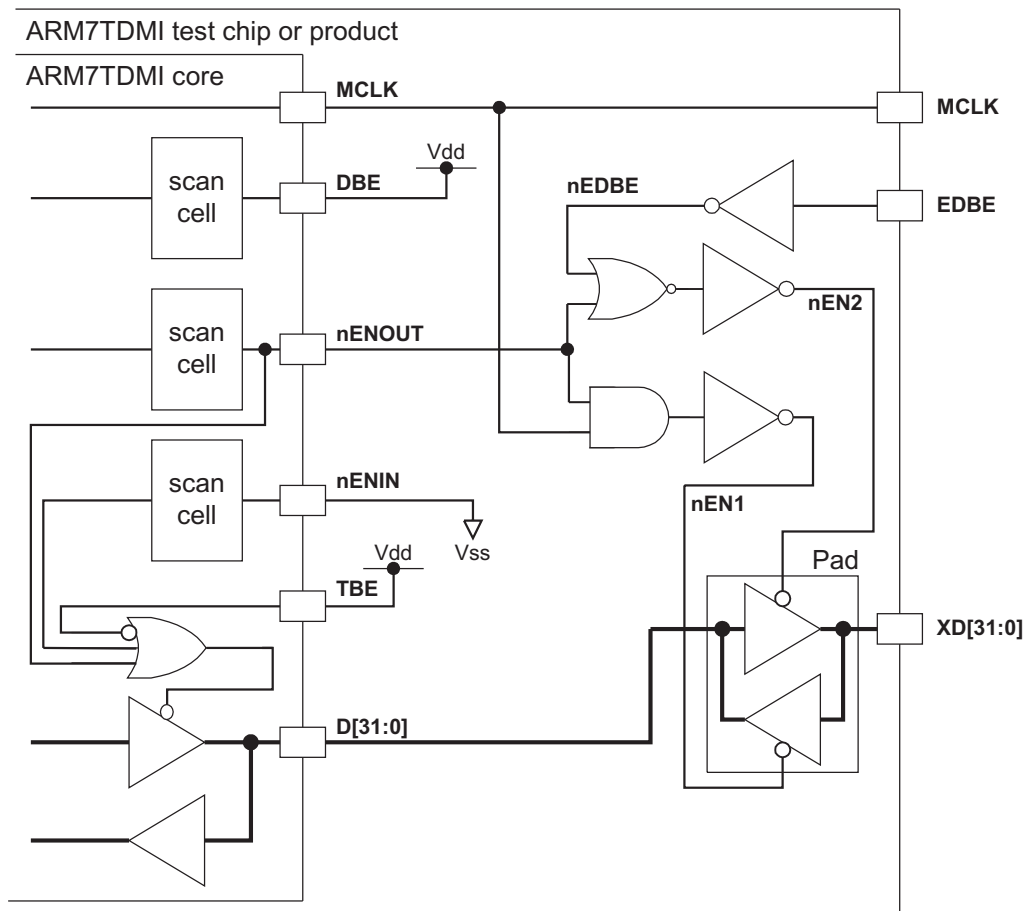 ARM7TDMI test chip or product
ARM7TDMI core
MCLK
MCLK
scan
cell
DBE
Vdd
nEDBE
EDBE
scan
cell
nENOUT
nEN2
scan
cell
nENIN
Vss
nEN1
Vdd
TBE
Pad
XD[31:0]
D[31:0]